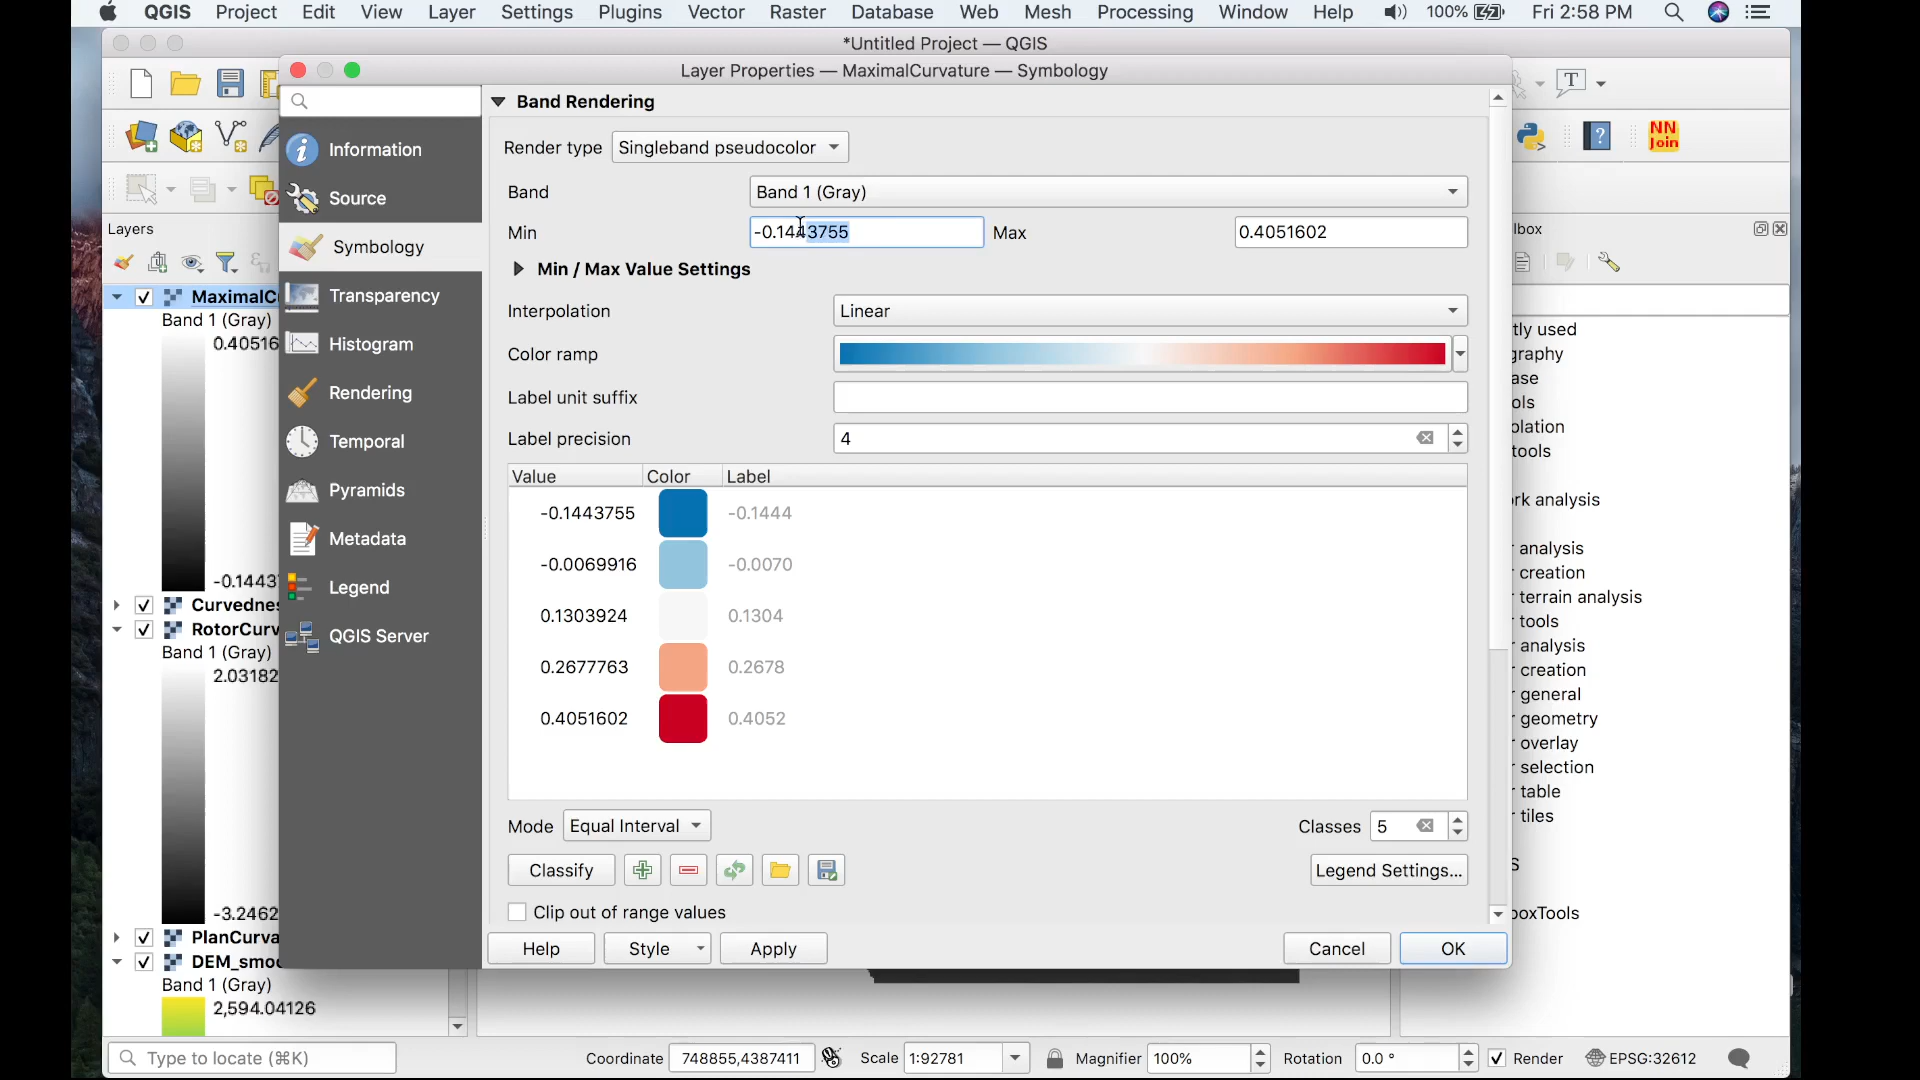 QGIS Project Edit View Layer Settings Plugins Vector Raster Database Web Mesh Processing Window Help 100% Fri 2:58 PM
*Untitled Project — QGIS
Layer Properties — MaximalCurvature — Symbology
Information
Source
Symbology
Transparency
Histogram
Rendering
Temporal
Pyramids
Metadata
Legend
QGIS Server
Band Rendering
Render type Singleband pseudocolor
Band Band 1 (Gray)
Min -0.1443755 Max 0.4051602
Min / Max Value Settings
Interpolation Linear
Color ramp
Label unit suffix
Label precision 4
Value Color Label
-0.1443755 -0.1444
-0.0069916 -0.0070
0.1303924 0.1304
0.2677763 0.2678
0.4051602 0.4052
Mode Equal Interval Classes 5
Classify Legend Settings...
Clip out of range values
Help Style Apply Cancel OK
Layers
MaximalC
Band 1 (Gray)
0.40516
-0.1443
Curvednes
RotorCurv
Band 1 (Gray)
2.03182
-3.2462
PlanCurva
DEM_smoo
Band 1 (Gray)
2,594.04126
T
NN
Join
lbox
tly used
graphy
ase
ols
olation
tools
rk analysis
analysis
creation
terrain analysis
tools
analysis
creation
general
geometry
overlay
selection
table
tiles
S
boxTools
Type to locate (⌘K) Coordinate 748855,4387411 Scale 1:92781 Magnifier 100% Rotation 0.0 ° Render EPSG:32612